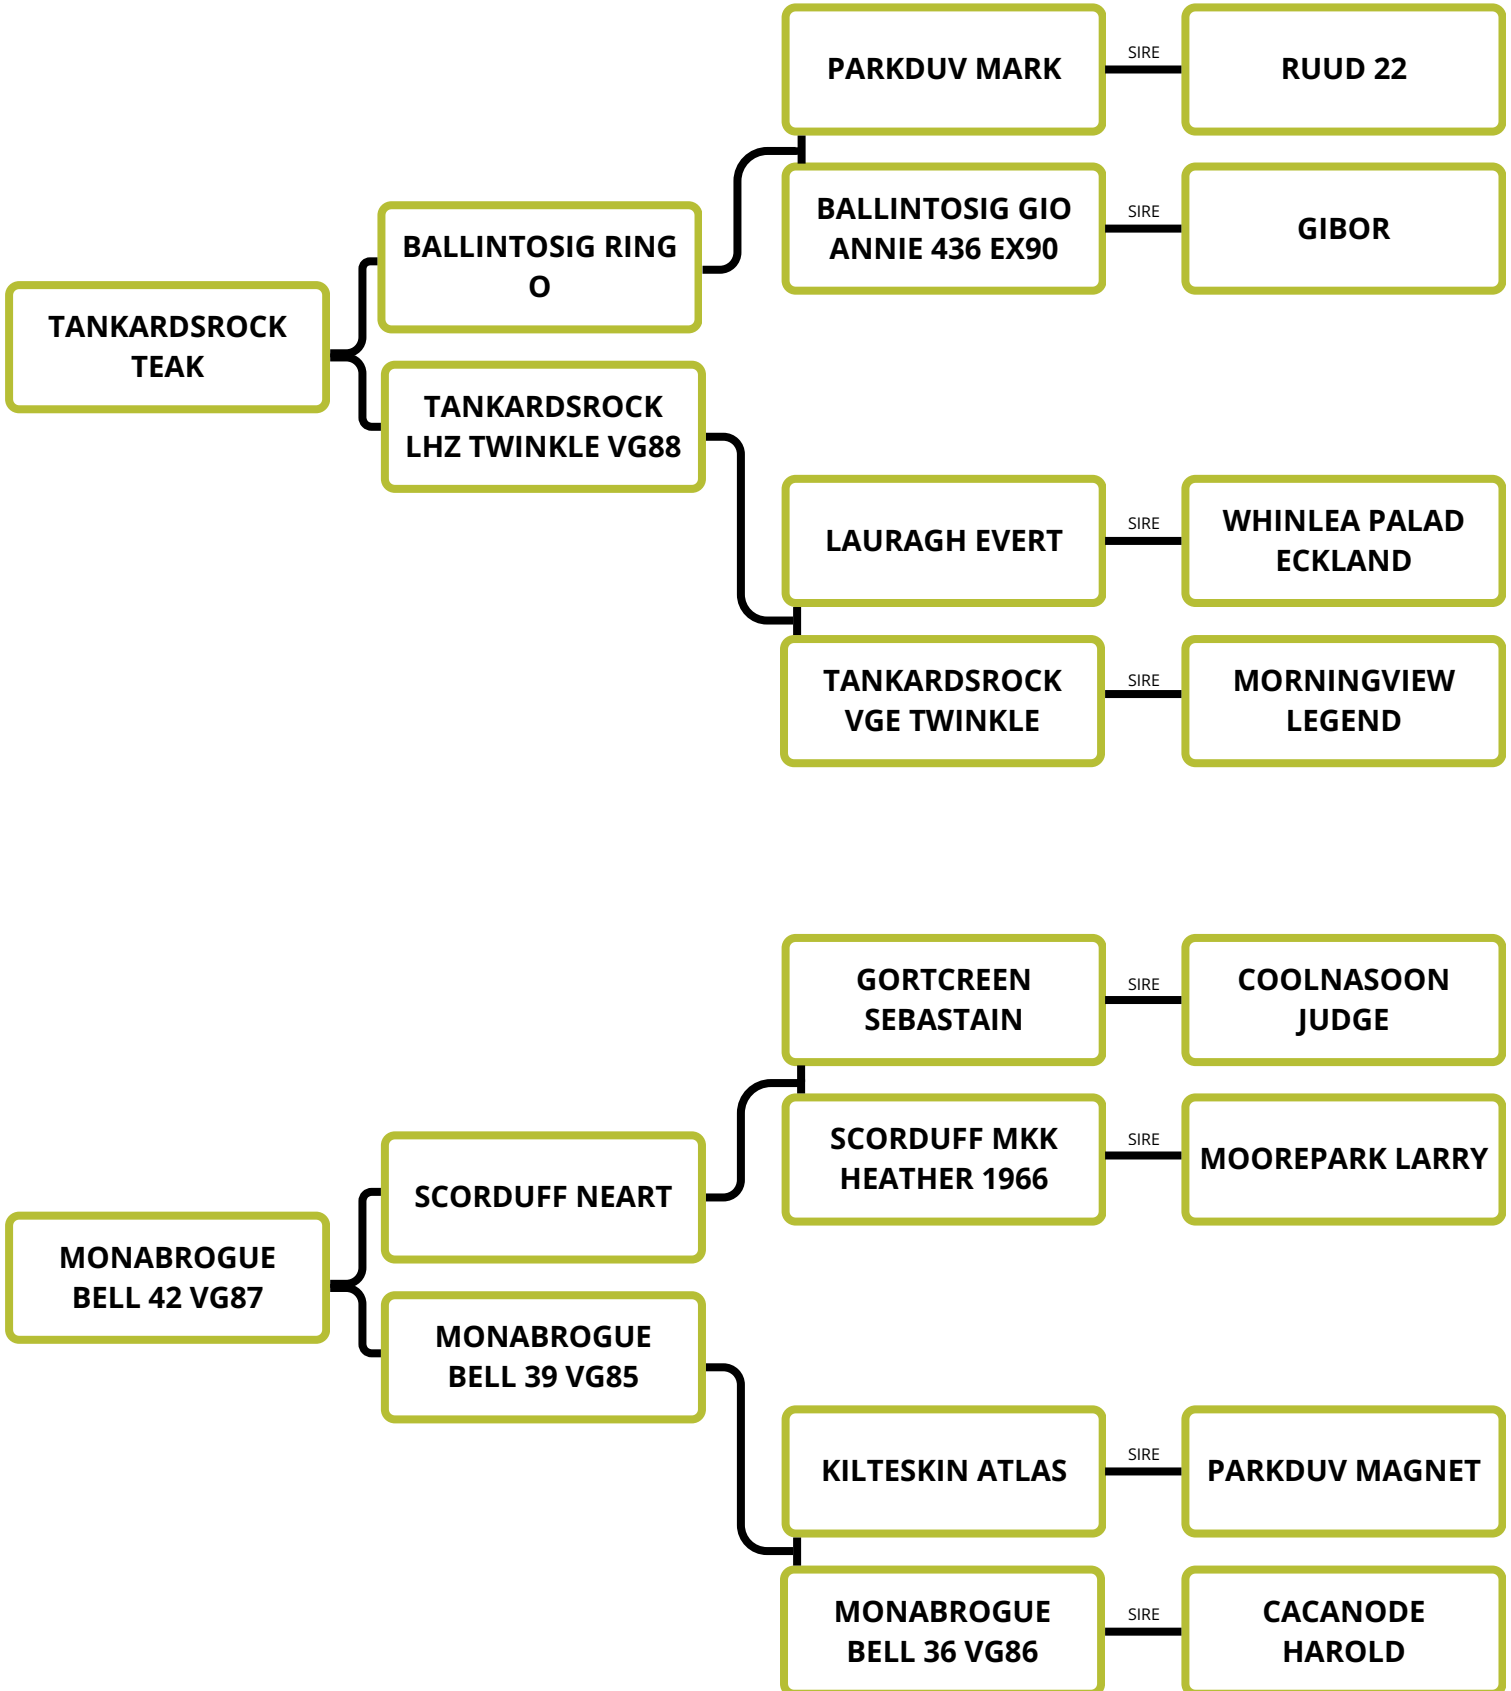 PARKDUV MARK
SIRE
RUUD 22
BALLINTOSIG GIO
ANNIE 436 EX90
SIRE
GIBOR
BALLINTOSIG RING
O
TANKARDSROCK
TEAK
TANKARDSROCK
LHZ TWINKLE VG88
LAURAGH EVERT
SIRE
WHINLEA PALAD
ECKLAND
TANKARDSROCK
VGE TWINKLE
SIRE
MORNINGVIEW
LEGEND
GORTCREEN
SEBASTAIN
SIRE
COOLNASOON
JUDGE
SCORDUFF MKK
HEATHER 1966
SIRE
MOOREPARK LARRY
SCORDUFF NEART
MONABROGUE
BELL 42 VG87
MONABROGUE
BELL 39 VG85
KILTESKIN ATLAS
SIRE
PARKDUV MAGNET
MONABROGUE
BELL 36 VG86
SIRE
CACANODE
HAROLD